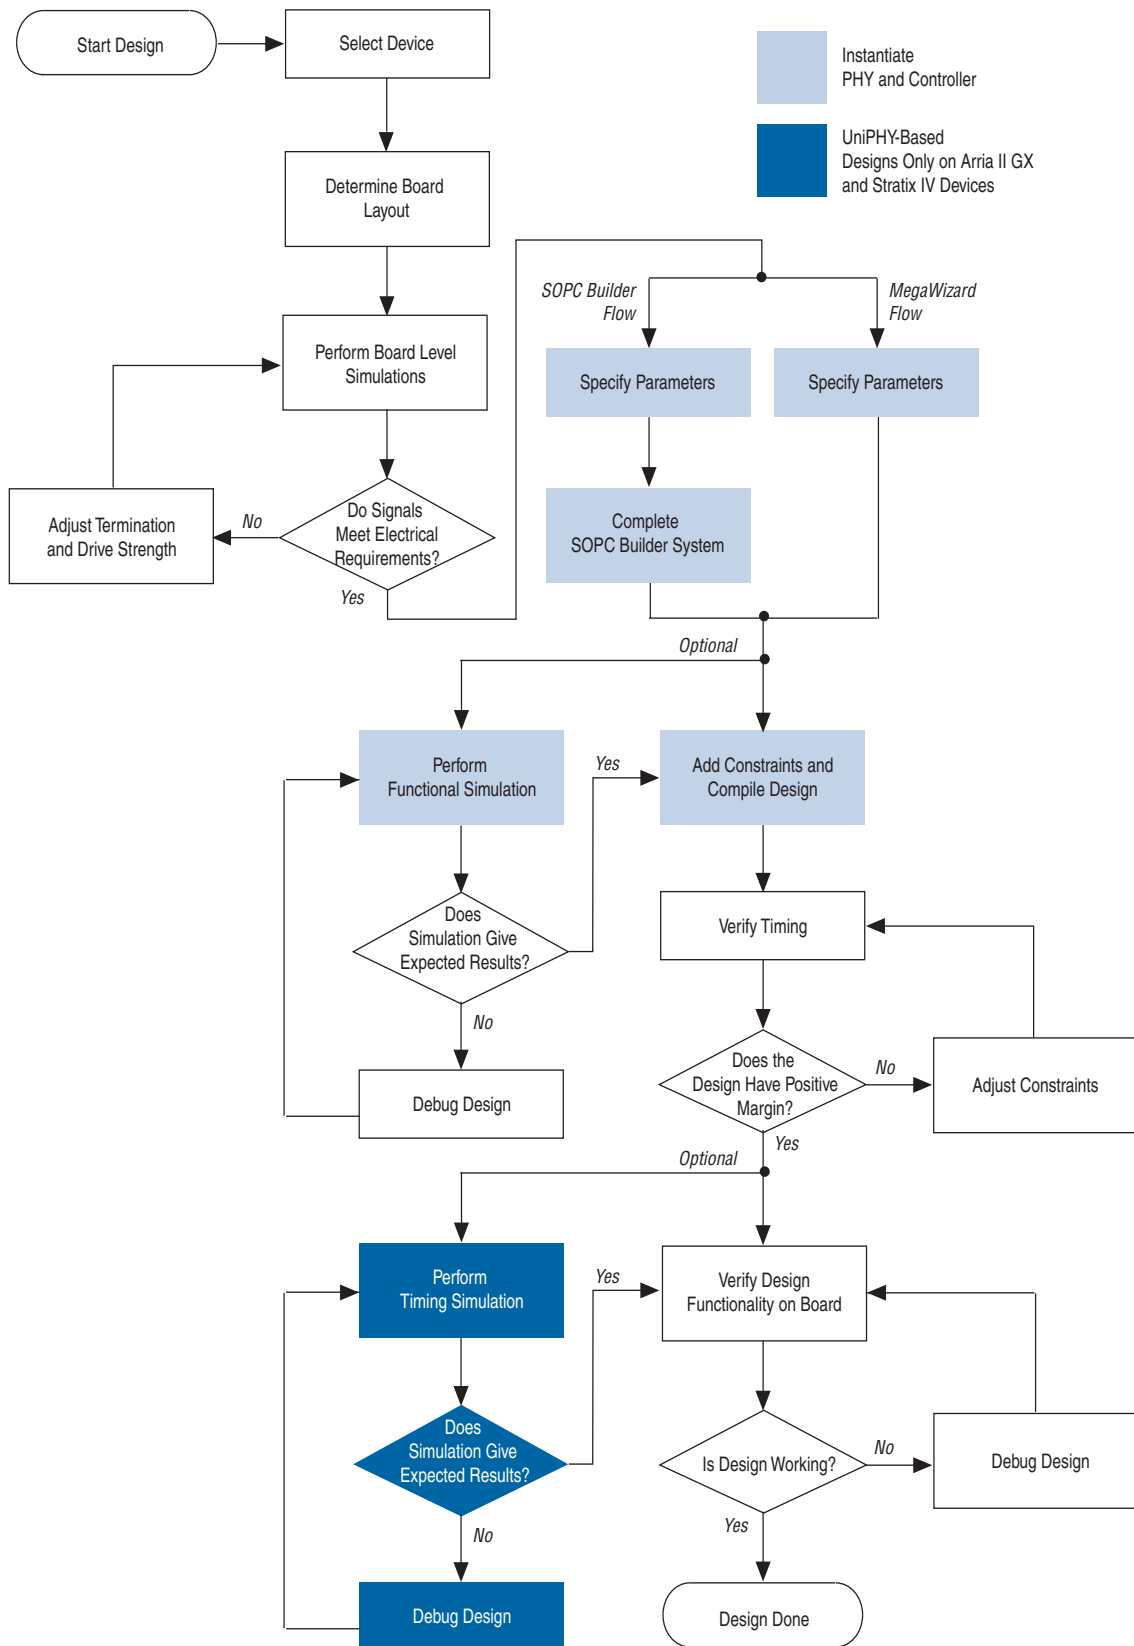 Start Design
Select Device
Instantiate
PHY and Controller
UniPHY-Based
Designs Only on Arria II GX
and Stratix IV Devices
Determine Board
Layout
SOPC Builder
Flow
MegaWizard
Flow
Perform Board Level
Simulations
Specify Parameters
Specify Parameters
Do Signals
Meet Electrical
Requirements?
No
Adjust Termination
and Drive Strength
Yes
Complete
SOPC Builder System
Optional
Perform
Functional Simulation
Yes
Add Constraints and
Compile Design
Does
Simulation Give
Expected Results?
No
Debug Design
Verify Timing
Does the
Design Have Positive
Margin?
No
Adjust Constraints
Yes
Optional
Perform
Timing Simulation
Yes
Verify Design
Functionality on Board
Does
Simulation Give
Expected Results?
No
Debug Design
Is Design Working?
No
Debug Design
Yes
Design Done